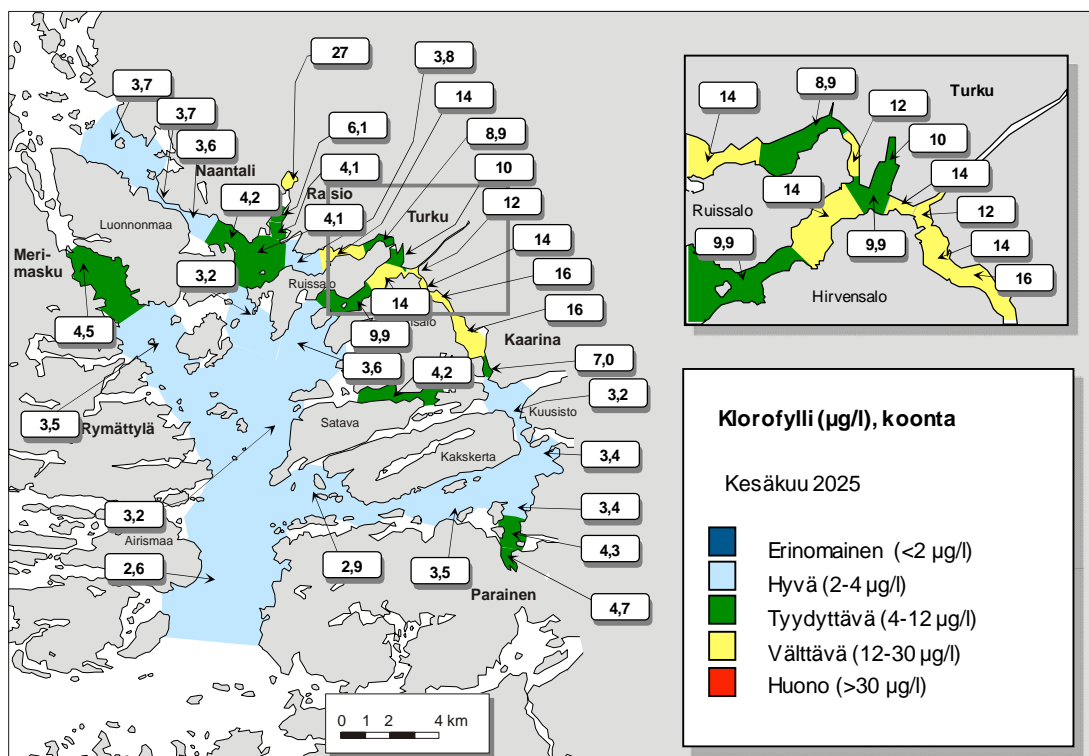 27
3,8
3,7
14
3,7
6,1
8,9
3,6
Naantali
4,1
10
4,2
Raisio
4,1
Turku
12
Luonnonmaa
14
Meri-
masku
3,2
Ruissalo
16
14
salo
16
4,5
9,9
Kaarina
3,6
7,0
4,2
3,2
3,5
Rymättylä
Satava
Kuusisto
Kakskerta
3,4
3,2
3,4
Airismaa
4,3
2,6
2,9
3,5
Parainen
4,7
0 1 2 4 km
8,9
14
12
Turku
10
14
14
Ruissalo
12
9,9
9,9
14
Hirvensalo
16
Klorofylli (µg/l), koonta
Kesäkuu 2025
Erinomainen (<2 µg/l)
Hyvä (2-4 µg/l)
Tyydyttävä (4-12 µg/l)
Välttävä (12-30 µg/l)
Huono (>30 µg/l)